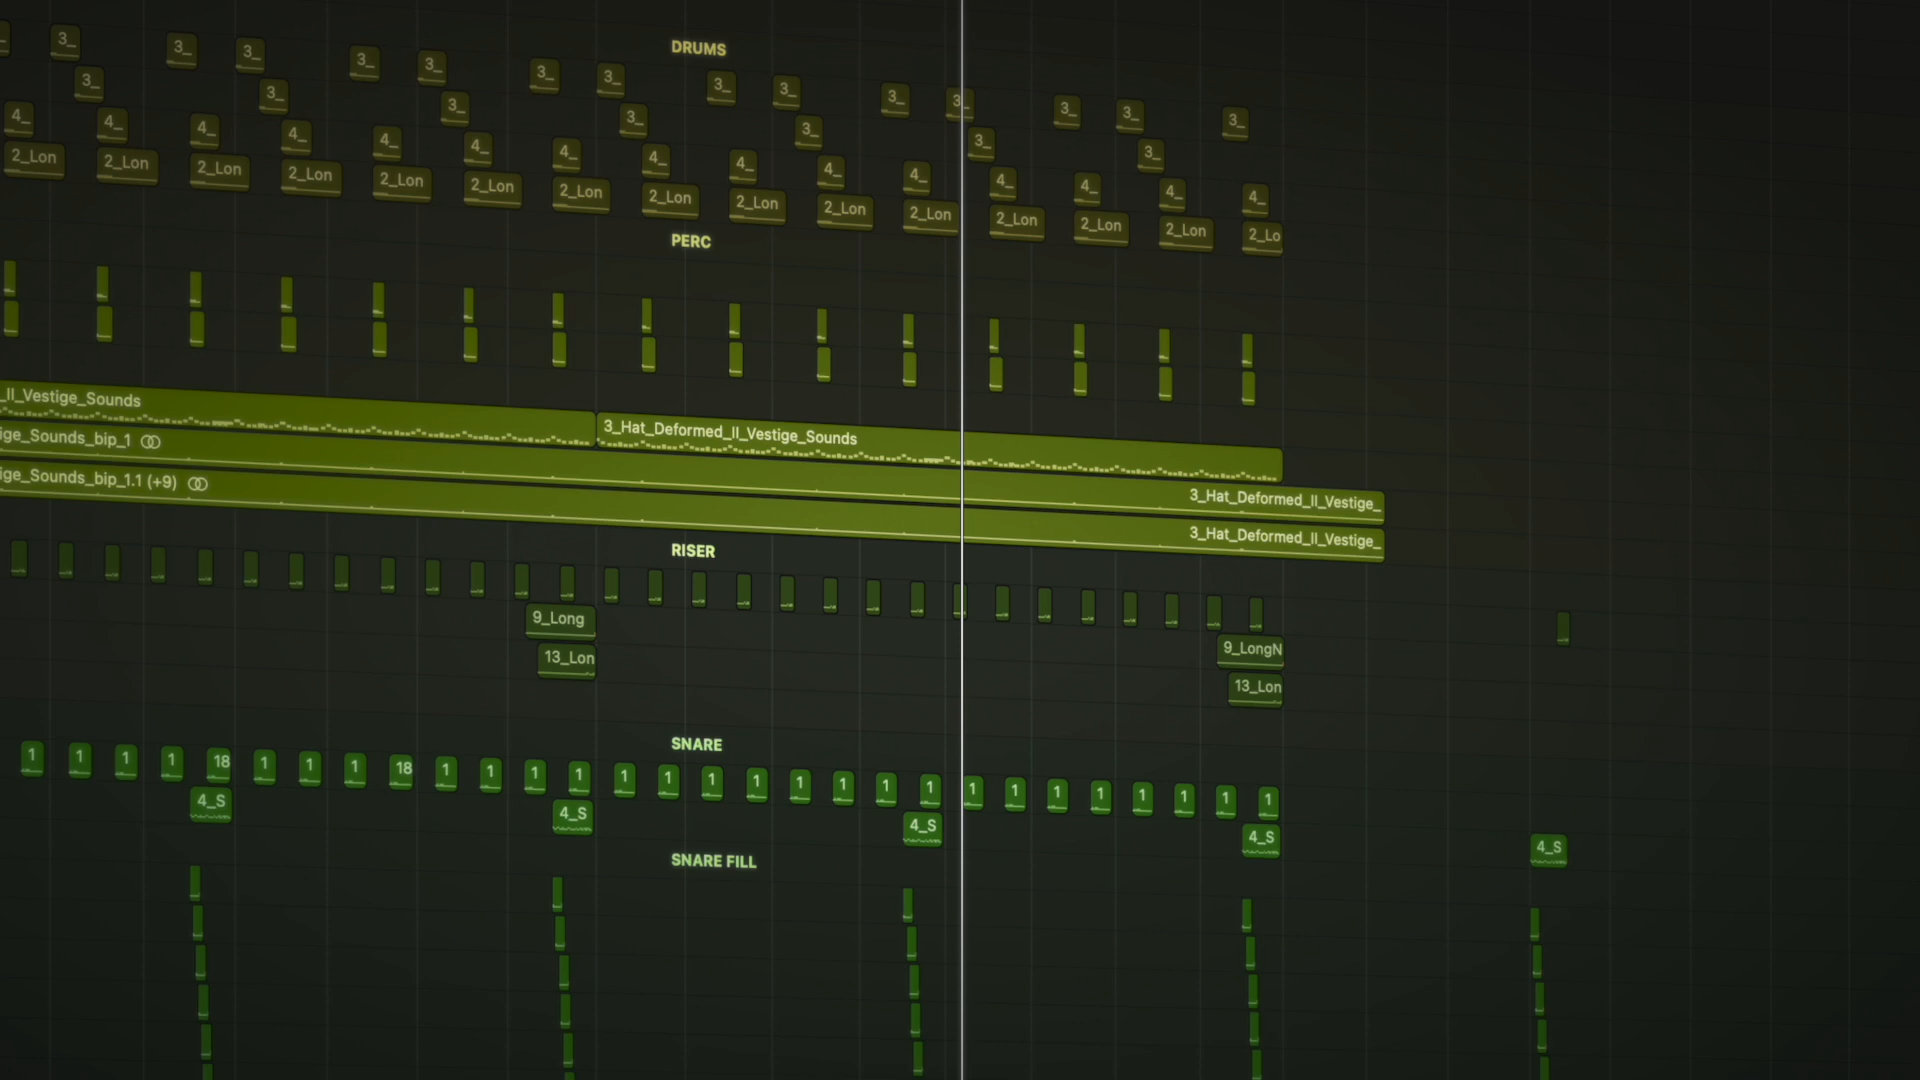 DRUMS
3_ 3_ 3_ 3_ 3_ 3_ 3_ 3_ 3_ 3_ 3_ 3_ 3_ 3_
3_ 3_ 3_ 3_ 3_ 3_ 3_
4_ 4_ 4_ 4_ 4_ 4_ 4_ 4_ 4_ 4_ 4_ 4_ 4_ 4_ 4_
2_Lon 2_Lon 2_Lon 2_Lon 2_Lon 2_Lon 2_Lon 2_Lon 2_Lon 2_Lon 2_Lon 2_Lon 2_Lon 2_Lon 2_Lo
PERC
_II_Vestige_Sounds 3_Hat_Deformed_II_Vestige_Sounds
ige_Sounds_bip_1 3_Hat_Deformed_II_Vestige_
ige_Sounds_bip_1.1 (+9) 3_Hat_Deformed_II_Vestige_
RISER
9_Long 9_LongN
13_Lon 13_Lon
SNARE
1 1 1 1 18 1 1 1 18 1 1 1 1 1 1 1 1 1 1 1 1 1 1 1 1 1 1 1 1
4_S 4_S 4_S 4_S 4_S
SNARE FILL